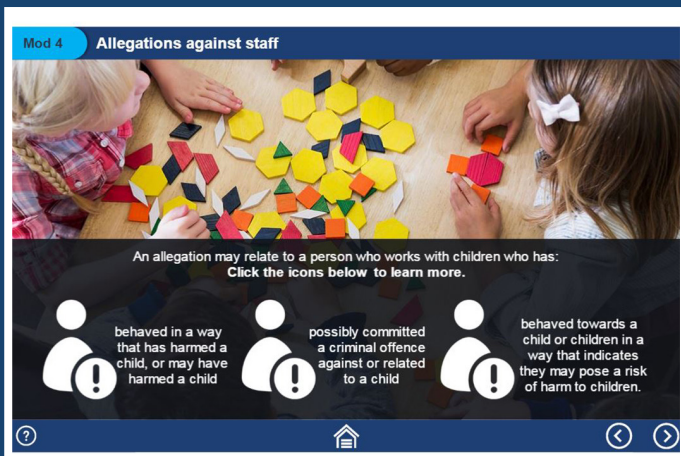 Mod 4
Allegations against staff
An allegation may relate to a person who works with children who has:
Click the icons below to learn more.
behaved in a way
that has harmed a
child, or may have
harmed a child
possibly committed
a criminal offence
against or related
to a child
behaved towards a
child or children in a
way that indicates
they may pose a risk
of harm to children.